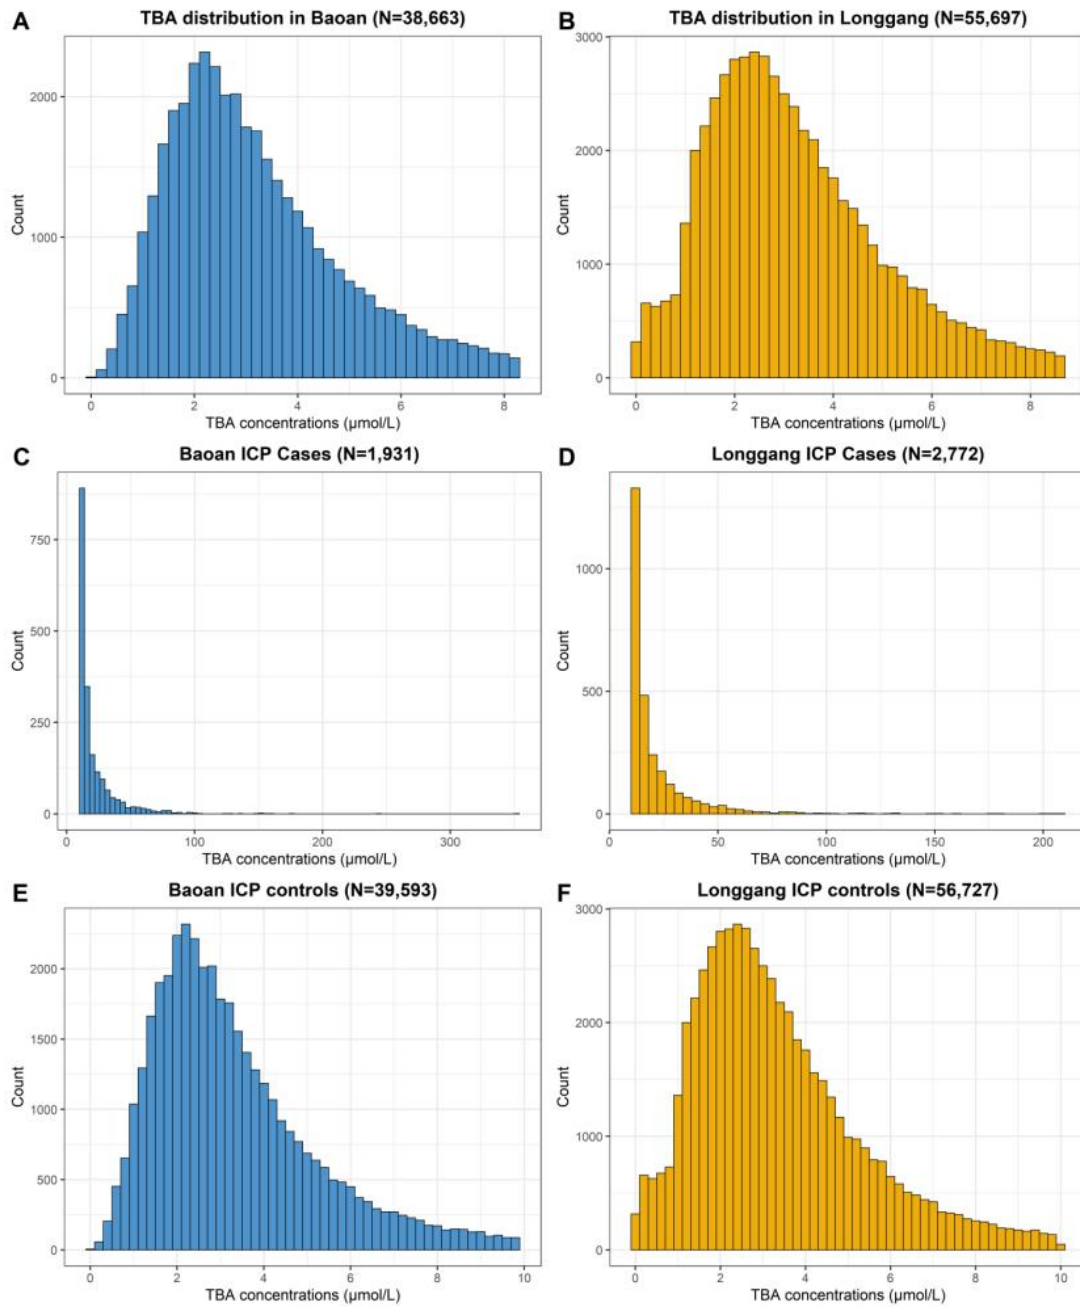 A TBA distribution in Baoan (N=38,663)
2000
1000
0
Count
0 2 4 6 8
TBA concentrations (µmol/L)
B TBA distribution in Longgang (N=55,697)
3000
2000
1000
0
Count
0 2 4 6 8
TBA concentrations (µmol/L)
C Baoan ICP Cases (N=1,931)
750
500
250
0
Count
0 100 200 300
TBA concentrations (µmol/L)
D Longgang ICP Cases (N=2,772)
1000
500
0
Count
0 50 100 150 200
TBA concentrations (µmol/L)
E Baoan ICP controls (N=39,593)
2000
1500
1000
500
0
Count
0 2 4 6 8 10
TBA concentrations (µmol/L)
F Longgang ICP controls (N=56,727)
3000
2000
1000
0
Count
0 2 4 6 8 10
TBA concentrations (µmol/L)